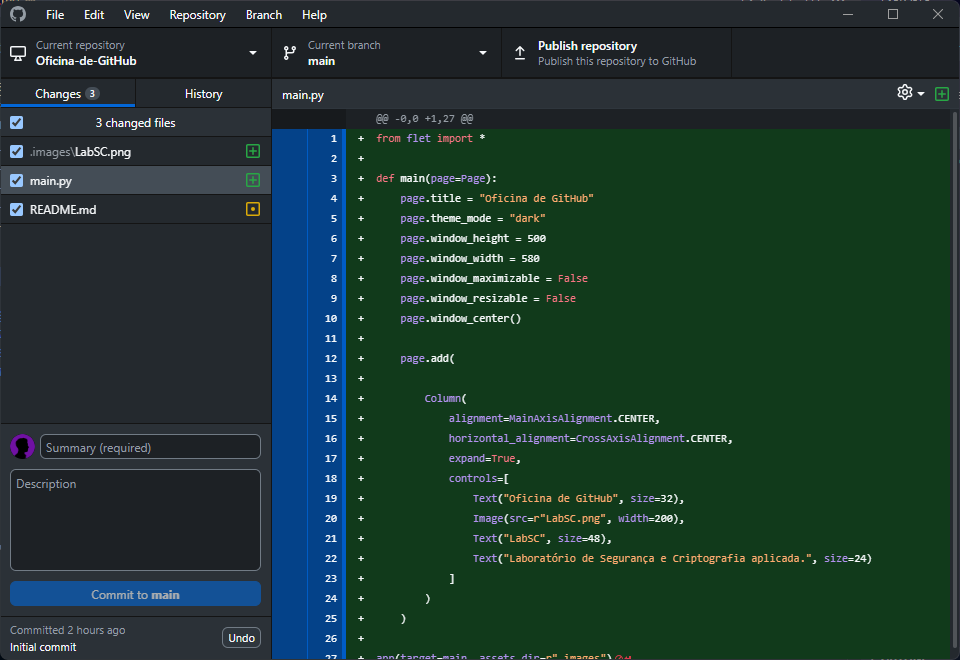 File Edit View Repository Branch Help
Current repository
Oficina-de-GitHub
Current branch
main
Publish repository
Publish this repository to GitHub
Changes 3
History
3 changed files
.images\LabSC.png
main.py
README.md
Summary (required)
Description
Commit to main
Committed 2 hours ago
Initial commit
Undo
main.py
@@ -0,0 +1,27 @@
1 + from flet import *
2 +
3 + def main(page=Page):
4 +     page.title = "Oficina de GitHub"
5 +     page.theme_mode = "dark"
6 +     page.window_height = 500
7 +     page.window_width = 580
8 +     page.window_maximizable = False
9 +     page.window_resizable = False
10 +     page.window_center()
11 +
12 +     page.add(
13 +
14 +         Column(
15 +             alignment=MainAxisAlignment.CENTER,
16 +             horizontal_alignment=CrossAxisAlignment.CENTER,
17 +             expand=True,
18 +             controls=[
19 +                 Text("Oficina de GitHub", size=32),
20 +                 Image(src=r"LabSC.png", width=200),
21 +                 Text("LabSC", size=48),
22 +                 Text("Laboratório de Segurança e Criptografia aplicada.", size=24)
23 +             ]
24 +         )
25 +     )
26 +
27 + app(target=main, assets_dir=r".images")